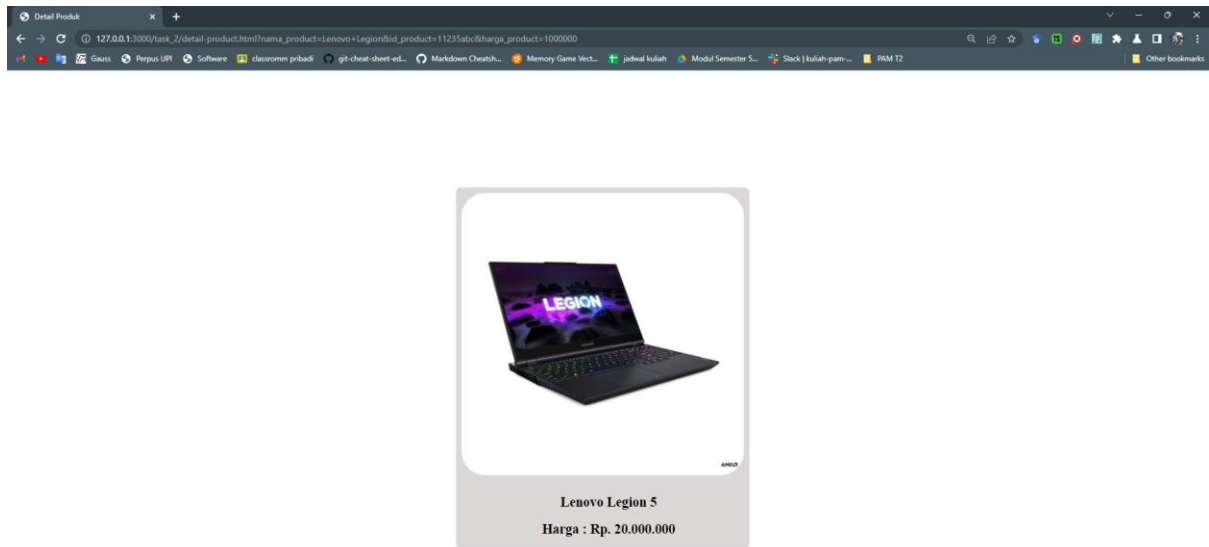 Detail Produk
127.0.0.1:3000/task_2/detail-product.html?nama_product=Lenovo+Legion&id_product=11235abc&harga_product=1000000
Gauss Perpus UPI Software classromm pribadi git-cheat-sheet-ed... Markdown Cheatsh... Memory Game Vect... jadwal kuliah Modul Semester 5... Slack | kuliah-pam-... PAM T2 Other bookmarks
LEGION
AMD
Lenovo Legion 5
Harga : Rp. 20.000.000